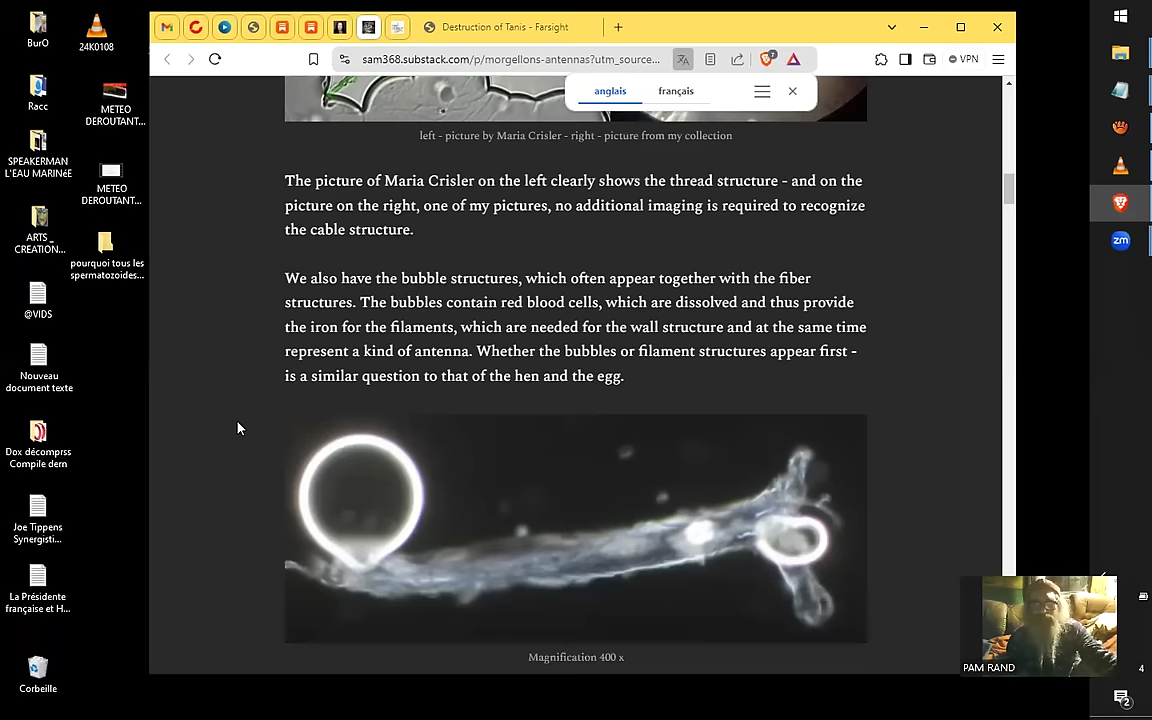 BurO
24K0108
Racc
METEO
DEROUTANT...
SPEAKERMAN
L'EAU MARINéE
METEO
DEROUTANT...
ARTS_
CREATION...
pourquoi tous les
spermatozoides...
@VIDS
Nouveau
document texte
Dox décomprss
Compile dern
Joe Tippens
Synergisti...
La Présidente
française et H...
Corbeille
Destruction of Tanis - Farsight
sam368.substack.com/p/morgellons-antennas?utm_source...
VPN
anglais
français
left - picture by Maria Crisler - right - picture from my collection
The picture of Maria Crisler on the left clearly shows the thread structure - and on the
picture on the right, one of my pictures, no additional imaging is required to recognize
the cable structure.
We also have the bubble structures, which often appear together with the fiber
structures. The bubbles contain red blood cells, which are dissolved and thus provide
the iron for the filaments, which are needed for the wall structure and at the same time
represent a kind of antenna. Whether the bubbles or filament structures appear first -
is a similar question to that of the hen and the egg.
Magnification 400 x
zm
PAM RAND
4
2